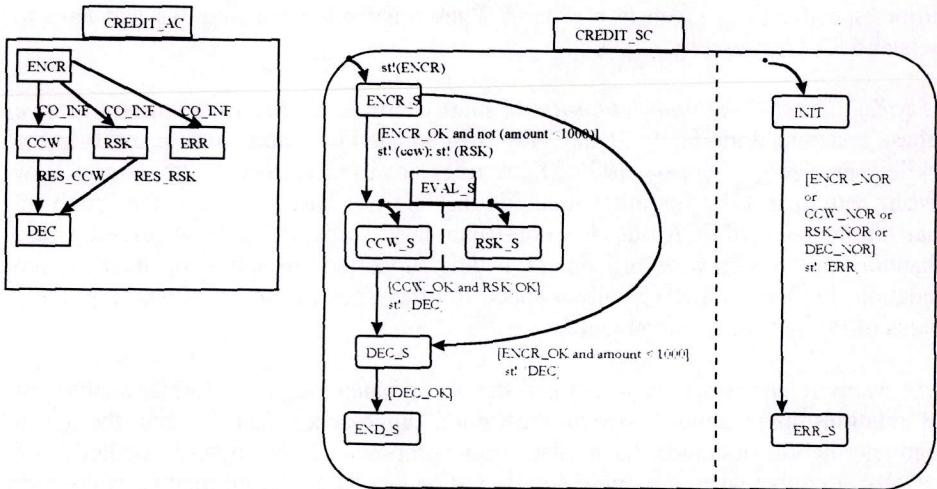 CREDIT_AC
ENCR
CO_INF CO_INF CO_INF
CCW RSK ERR
RES_CCW RES_RSK
DEC
CREDIT_SC
st!(ENCR)
ENCR_S
[ENCR_OK and not (amount <1000)]
st! (ccw); st! (RSK)
EVAL_S
CCW_S RSK_S
[CCW_OK and RSK OK]
st! DEC
DEC_S
[ENCR_OK and amount < 1000]
st! DEC
[DEC_OK]
END_S
INIT
[ENCR_NOR
or
CCW_NOR or
RSK_NOR or
DEC_NOR]
st! ERR
ERR_S